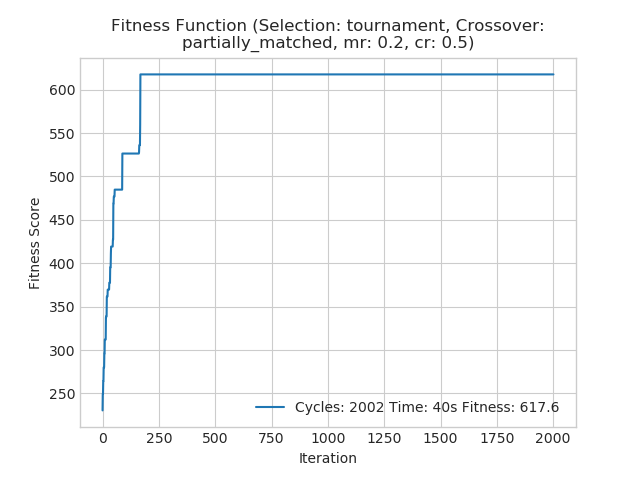 Fitness Function (Selection: tournament, Crossover:
partially_matched, mr: 0.2, cr: 0.5)
Fitness Score
600
550
500
450
400
350
300
250
Cycles: 2002 Time: 40s Fitness: 617.6
0 250 500 750 1000 1250 1500 1750 2000
Iteration